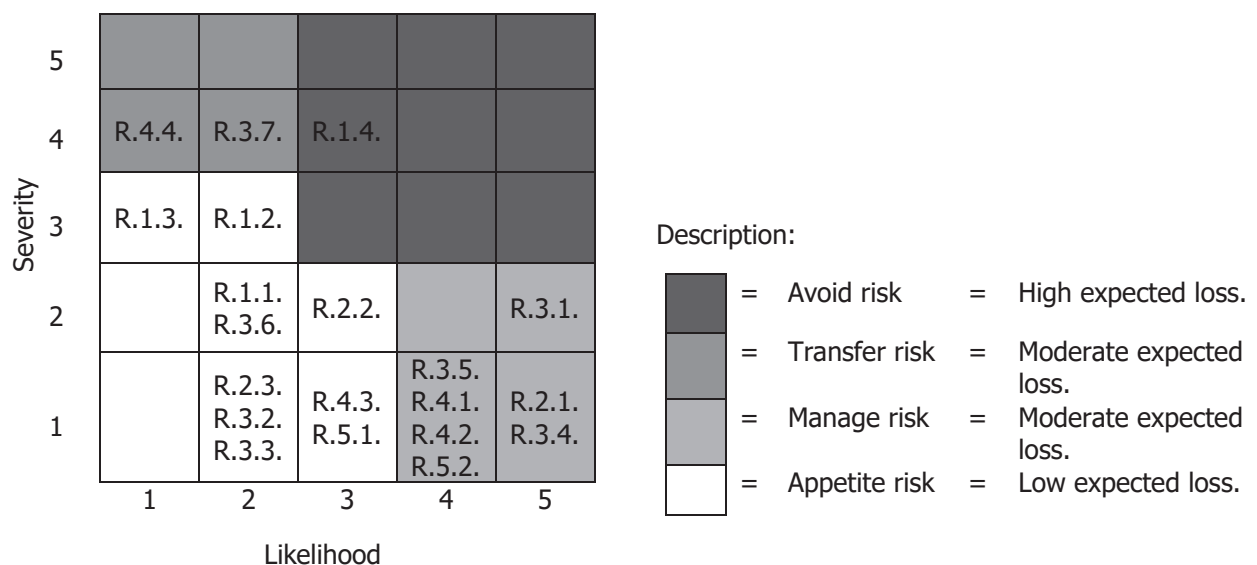 5
4
R.4.4. R.3.7. R.1.4.
Severity
3
R.1.3. R.1.2.
2
R.1.1.
R.3.6.
R.2.2.
R.3.1.
1
R.2.3.
R.3.2.
R.3.3.
R.4.3.
R.5.1.
R.3.5.
R.4.1.
R.4.2.
R.5.2.
R.2.1.
R.3.4.
1 2 3 4 5
Likelihood
Description:
= Avoid risk = High expected loss.
= Transfer risk = Moderate expected
loss.
= Manage risk = Moderate expected
loss.
= Appetite risk = Low expected loss.